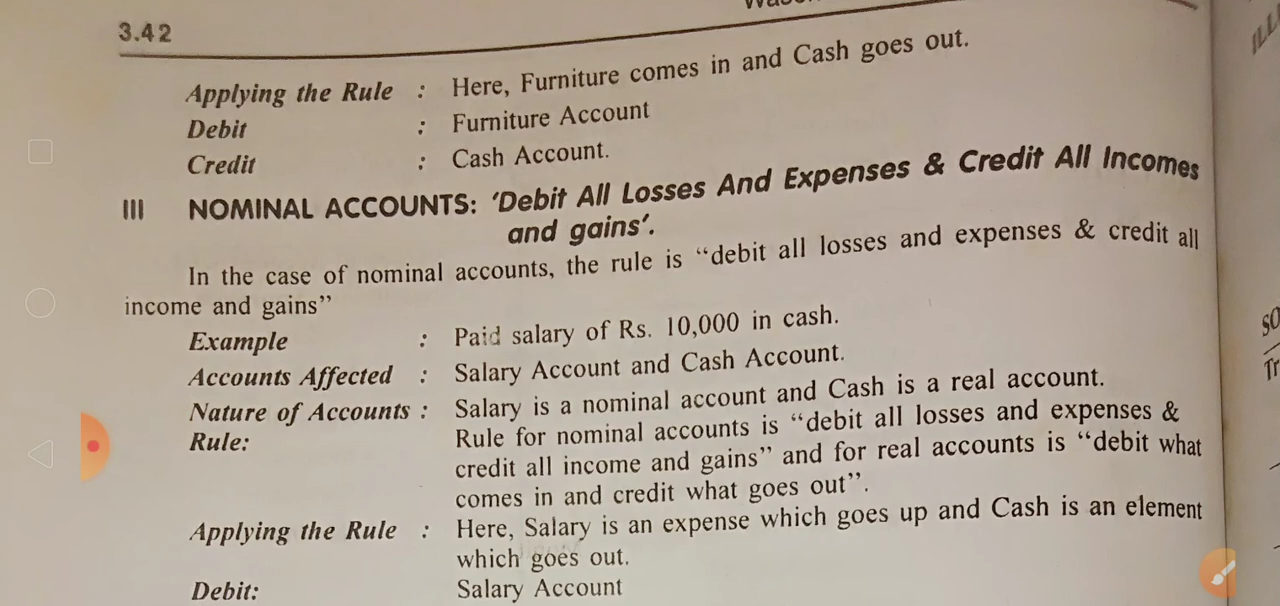 3.42
Applying the Rule : Here, Furniture comes in and Cash goes out.
Debit : Furniture Account
Credit : Cash Account.
III NOMINAL ACCOUNTS: 'Debit All Losses And Expenses & Credit All Incomes
and gains'.
In the case of nominal accounts, the rule is “debit all losses and expenses & credit all
income and gains”
Example : Paid salary of Rs. 10,000 in cash.
Accounts Affected : Salary Account and Cash Account.
Nature of Accounts : Salary is a nominal account and Cash is a real account.
Rule: Rule for nominal accounts is “debit all losses and expenses &
credit all income and gains” and for real accounts is “debit what
comes in and credit what goes out”.
Applying the Rule : Here, Salary is an expense which goes up and Cash is an element
which goes out.
Debit: Salary Account